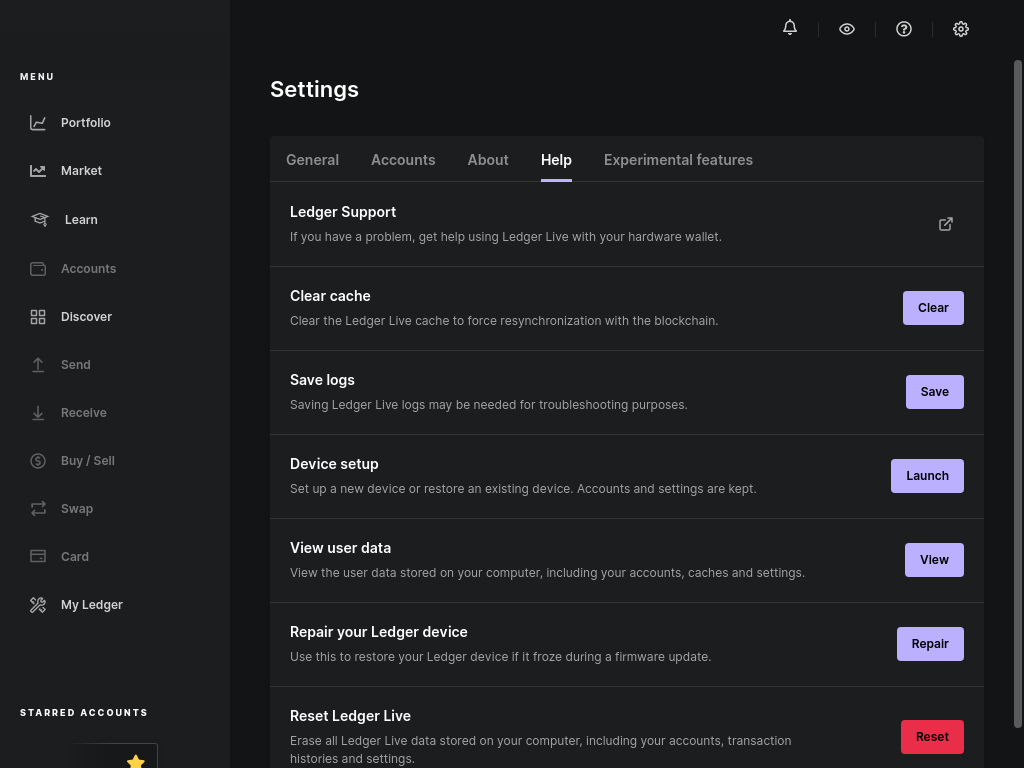 MENU
Portfolio
Market
Learn
Accounts
Discover
Send
Receive
Buy / Sell
Swap
Card
My Ledger
STARRED ACCOUNTS
Settings
General Accounts About Help Experimental features
Ledger Support
If you have a problem, get help using Ledger Live with your hardware wallet.
Clear cache
Clear the Ledger Live cache to force resynchronization with the blockchain.
Clear
Save logs
Saving Ledger Live logs may be needed for troubleshooting purposes.
Save
Device setup
Set up a new device or restore an existing device. Accounts and settings are kept.
Launch
View user data
View the user data stored on your computer, including your accounts, caches and settings.
View
Repair your Ledger device
Use this to restore your Ledger device if it froze during a firmware update.
Repair
Reset Ledger Live
Erase all Ledger Live data stored on your computer, including your accounts, transaction
histories and settings.
Reset